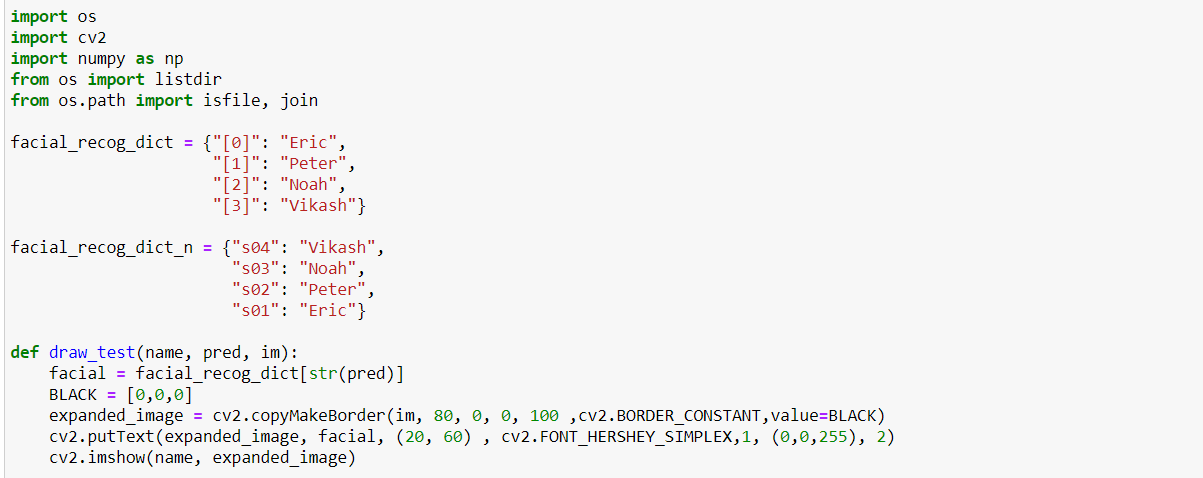 import os
import cv2
import numpy as np
from os import listdir
from os.path import isfile, join

facial_recog_dict = {"[0]": "Eric",
                     "[1]": "Peter",
                     "[2]": "Noah",
                     "[3]": "Vikash"}

facial_recog_dict_n = {"s04": "Vikash",
                       "s03": "Noah",
                       "s02": "Peter",
                       "s01": "Eric"}

def draw_test(name, pred, im):
    facial = facial_recog_dict[str(pred)]
    BLACK = [0,0,0]
    expanded_image = cv2.copyMakeBorder(im, 80, 0, 0, 100 ,cv2.BORDER_CONSTANT,value=BLACK)
    cv2.putText(expanded_image, facial, (20, 60) , cv2.FONT_HERSHEY_SIMPLEX,1, (0,0,255), 2)
    cv2.imshow(name, expanded_image)